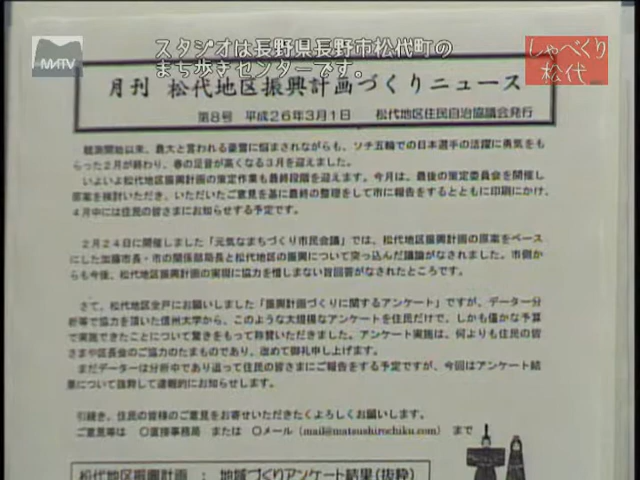 MATV
スタジオは長野県長野市松代町の
まち歩きセンターです。
しゃべくり
松代
月刊 松代地区振興計画づくりニュース
第8号 平成26年3月1日 松代地区住民自治協議会発行
観測開始以来、最大と言われる豪雪に悩まされながらも、ソチ五輪での日本選手の活躍に勇気をも
らった2月が終わり、春の足音が高くなる3月を迎えました。
いよいよ松代地区振興計画の策定作業も最終段階を迎えます。今月は、最後の策定委員会を開催し
原案を検討いただき、いただいたご意見を基に最終の整理をして市に報告をするとともに印刷にかけ、
4月中には住民の皆さまにお知らせする予定です。
2月24日に開催しました「元気なまちづくり市民会議」では、松代地区振興計画の原案をベース
にした加藤市長・市の関係部局長と松代地区の振興について突っ込んだ議論がなされました。市側か
らも今後、松代地区振興計画の実現に協力を惜しまない旨回答がなされたところです。
さて、松代地区全戸にお願いしました「振興計画づくりに関するアンケート」ですが、データー分
析等で協力を頂いた信州大学から、このような大規模なアンケートを住民だけで、しかも僅かな予算
で実施できたことについて驚きをもって称賛いただきました。アンケート実施は、何よりも住民の皆
さまや区長会のご協力のたまものであり、改めて御礼申し上げます。
まだデーターは分析中であり追って住民の皆さまにご報告をする予定ですが、今回はアンケート結
果について抜粋して速報的にお知らせします。
引続き、住民の皆様のご意見をお寄せいただきたくよろしくお願いします。
ご意見等は 〇直接事務局 または 〇メール (mail@matsushirochiku.com) まで
松代地区振興計画 : 地域づくりアンケート結果(抜粋)